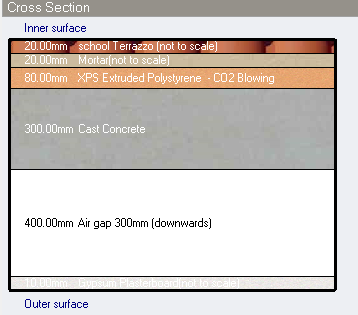 Cross Section
Inner surface
20.00mm school Terrazzo (not to scale)
20.00mm Mortar(not to scale)
80.00mm XPS Extruded Polystyrene - CO2 Blowing
300.00mm Cast Concrete
400.00mm Air gap 300mm (downwards)
10.00mm Gypsum Plasterboard(not to scale)
Outer surface